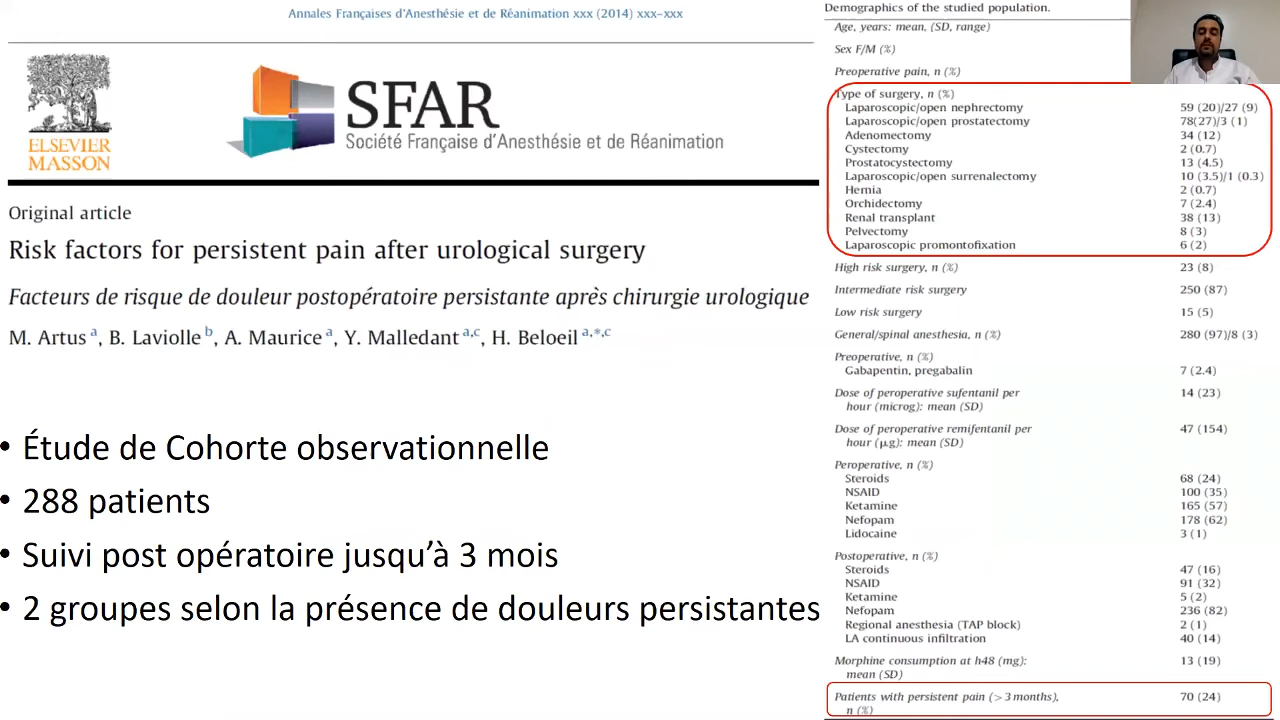 Annales Françaises d'Anesthésie et de Réanimation xxx (2014) xxx–xxx
ELSEVIER
MASSON
SFAR
Société Française d'Anesthésie et de Réanimation
Original article
Risk factors for persistent pain after urological surgery
Facteurs de risque de douleur postopératoire persistante après chirurgie urologique
M. Artus a, B. Laviolle b, A. Maurice a, Y. Malledant a,c, H. Beloeil a,*,c
• Étude de Cohorte observationnelle
• 288 patients
• Suivi post opératoire jusqu'à 3 mois
• 2 groupes selon la présence de douleurs persistantes
Demographics of the studied population.
Age, years: mean, (SD, range)
Sex F/M (%)
Preoperative pain, n (%)
Type of surgery, n (%)
Laparoscopic/open nephrectomy 59 (20)/27 (9)
Laparoscopic/open prostatectomy 78(27)/3 (1)
Adenomectomy 34 (12)
Cystectomy 2 (0.7)
Prostatocystectomy 13 (4.5)
Laparoscopic/open surrenalectomy 10 (3.5)/1 (0.3)
Hernia 2 (0.7)
Orchidectomy 7 (2.4)
Renal transplant 38 (13)
Pelvectomy 8 (3)
Laparoscopic promontofixation 6 (2)
High risk surgery, n (%) 23 (8)
Intermediate risk surgery 250 (87)
Low risk surgery 15 (5)
General/spinal anesthesia, n (%) 280 (97)/8 (3)
Preoperative, n (%)
Gabapentin, pregabalin 7 (2.4)
Dose of peroperative sufentanil per 14 (23)
hour (microg): mean (SD)
Dose of peroperative remifentanil per 47 (154)
hour (μg): mean (SD)
Peroperative, n (%)
Steroids 68 (24)
NSAID 100 (35)
Ketamine 165 (57)
Nefopam 178 (62)
Lidocaine 3 (1)
Postoperative, n (%)
Steroids 47 (16)
NSAID 91 (32)
Ketamine 5 (2)
Nefopam 236 (82)
Regional anesthesia (TAP block) 2 (1)
LA continuous infiltration 40 (14)
Morphine consumption at h48 (mg): 13 (19)
mean (SD)
Patients with persistent pain (> 3 months), 70 (24)
n (%)